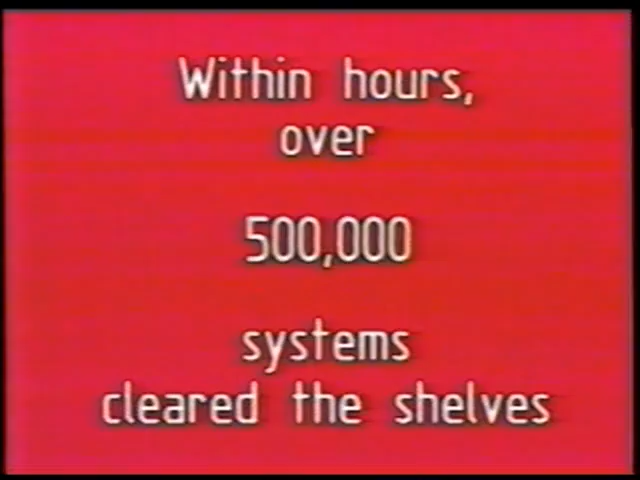 Within hours,
over
500,000
systems
cleared the shelves